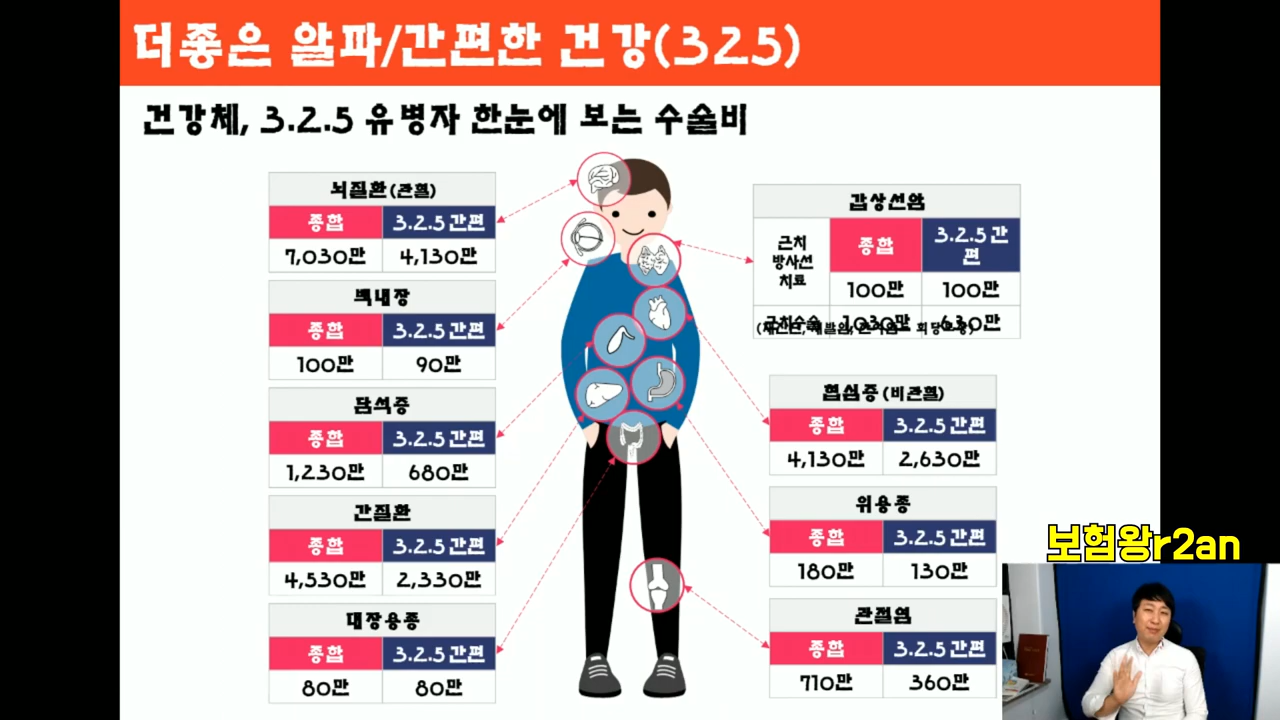 더좋은 알파/간편한 건강(325)
건강체, 3.2.5 유병자 한눈에 보는 수술비
뇌질환(관혈)
종합 3.2.5 간편
7,030만 4,130만
백내장
종합 3.2.5 간편
100만 90만
담석증
종합 3.2.5 간편
1,230만 680만
간질환
종합 3.2.5 간편
4,530만 2,330만
대장용종
종합 3.2.5 간편
80만 80만
갑상선암
근치
방사선
치료
종합 3.2.5 간
편
100만 100만
근치수술 1,030만 630만
협심증(비관혈)
종합 3.2.5 간편
4,130만 2,630만
위용종
종합 3.2.5 간편
180만 130만
관절염
종합 3.2.5 간편
710만 360만
보험왕r2an